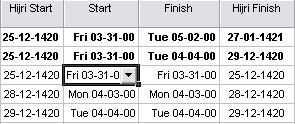 Hijri Start Start Finish Hijri Finish
25-12-1420 Fri 03-31-00 Tue 05-02-00 27-01-1421
25-12-1420 Fri 03-31-00 Tue 04-04-00 29-12-1420
25-12-1420 Fri 03-31-0 Fri 03-31-00 25-12-1420
28-12-1420 Mon 04-03-00 Mon 04-03-00 28-12-1420
29-12-1420 Tue 04-04-00 Tue 04-04-00 29-12-1420